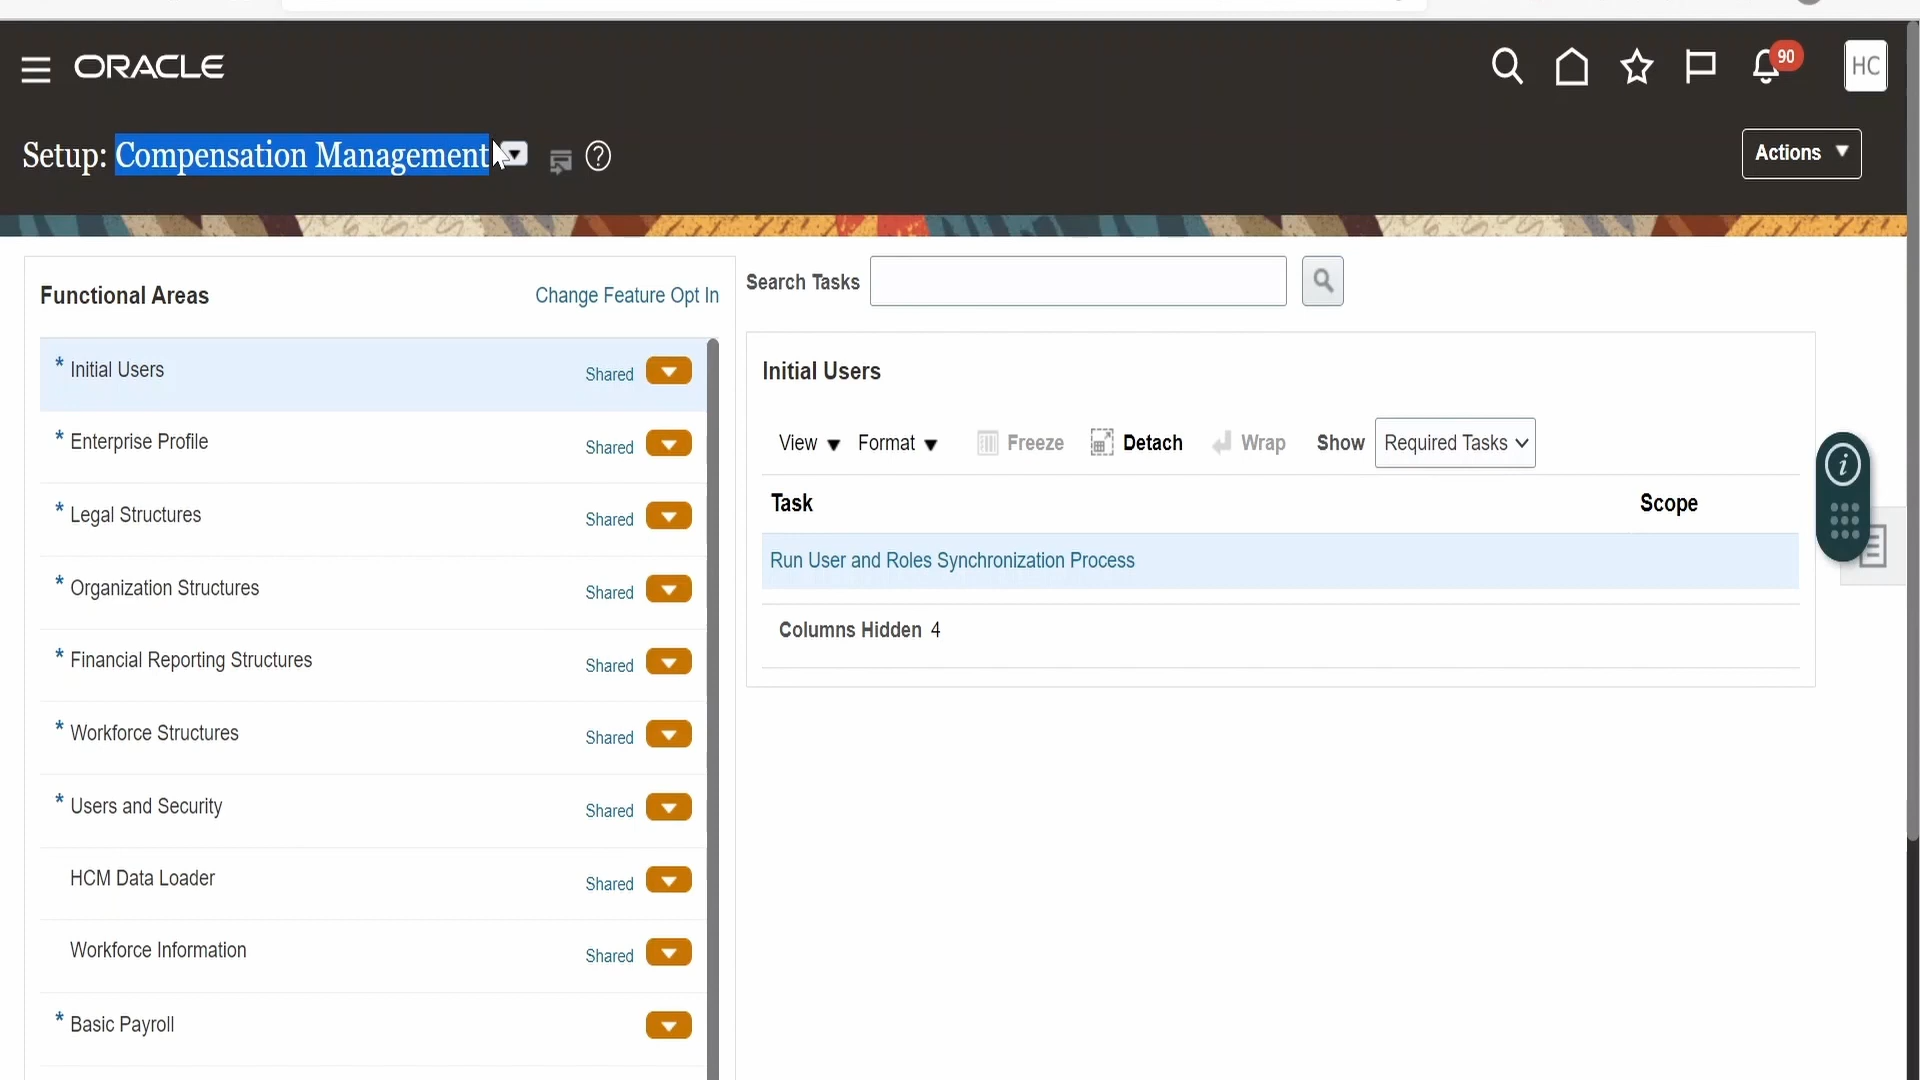 ORACLE
90
HC
Setup: Compensation Management
Actions
Functional Areas
Change Feature Opt In
* Initial Users Shared
* Enterprise Profile Shared
* Legal Structures Shared
* Organization Structures Shared
* Financial Reporting Structures Shared
* Workforce Structures Shared
* Users and Security Shared
HCM Data Loader Shared
Workforce Information Shared
* Basic Payroll
Search Tasks
Initial Users
View Format Freeze Detach Wrap Show Required Tasks
Task Scope
Run User and Roles Synchronization Process
Columns Hidden 4